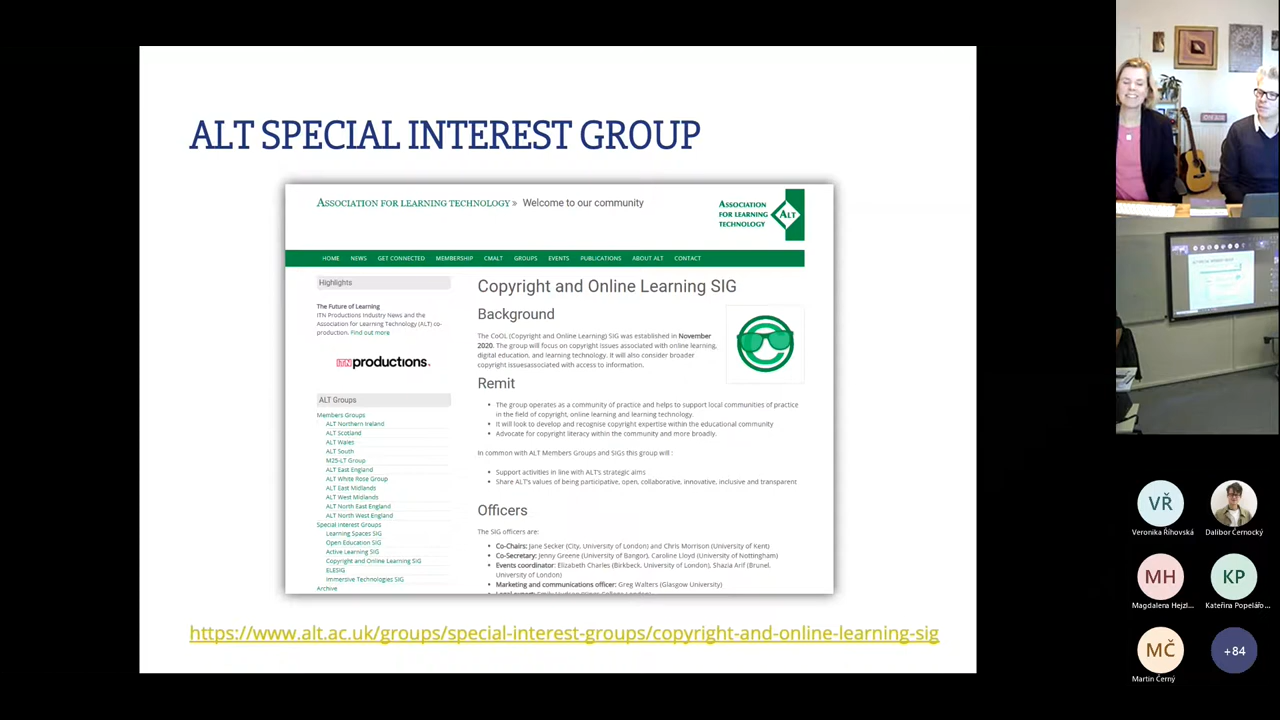 ALT SPECIAL INTEREST GROUP
ASSOCIATION FOR LEARNING TECHNOLOGY » Welcome to our community
ASSOCIATION
FOR LEARNING
TECHNOLOGY
ALT
HOME NEWS GET CONNECTED MEMBERSHIP CMALT GROUPS EVENTS PUBLICATIONS ABOUT ALT CONTACT
Highlights
The Future of Learning
ITN Productions Industry News and the
Association for Learning Technology (ALT) co-
production. Find out more
ITN productions.
ALT Groups
Members Groups
ALT Northern Ireland
ALT Scotland
ALT Wales
ALT South
M25-LT Group
ALT East England
ALT White Rose Group
ALT East Midlands
ALT West Midlands
ALT North East England
ALT North West England
Special Interest Groups
Learning Spaces SIG
Open Education SIG
Active Learning SIG
Copyright and Online Learning SIG
ELESIG
Immersive Technologies SIG
Archive
Copyright and Online Learning SIG
Background
The CoOL (Copyright and Online Learning) SIG was established in November
2020. The group will focus on copyright issues associated with online learning,
digital education, and learning technology. It will also consider broader
copyright issuesassociated with access to information.
Remit
• The group operates as a community of practice and helps to support local communities of practice
in the field of copyright, online learning and learning technology.
• It will look to develop and recognise copyright expertise within the educational community
• Advocate for copyright literacy within the community and more broadly.
In common with ALT Members Groups and SIGs this group will :
• Support activities in line with ALT's strategic aims
• Share ALT's values of being participative, open, collaborative, innovative, inclusive and transparent
Officers
The SIG officers are:
• Co-Chairs: Jane Secker (City, University of London) and Chris Morrison (University of Kent)
• Co-Secretary: Jenny Greene (University of Bangor), Caroline Lloyd (University of Nottingham)
• Events coordinator: Elizabeth Charles (Birkbeck, University of London), Shazia Arif (Brunel,
University of London)
• Marketing and communications officer: Greg Walters (Glasgow University)
https://www.alt.ac.uk/groups/special-interest-groups/copyright-and-online-learning-sig
ON AIR
VŘ
Veronika Říhovská
Dalibor Černocký
MH
Magdalena Hejzl...
KP
Kateřina Popelářo...
MČ
Martin Černý
+84